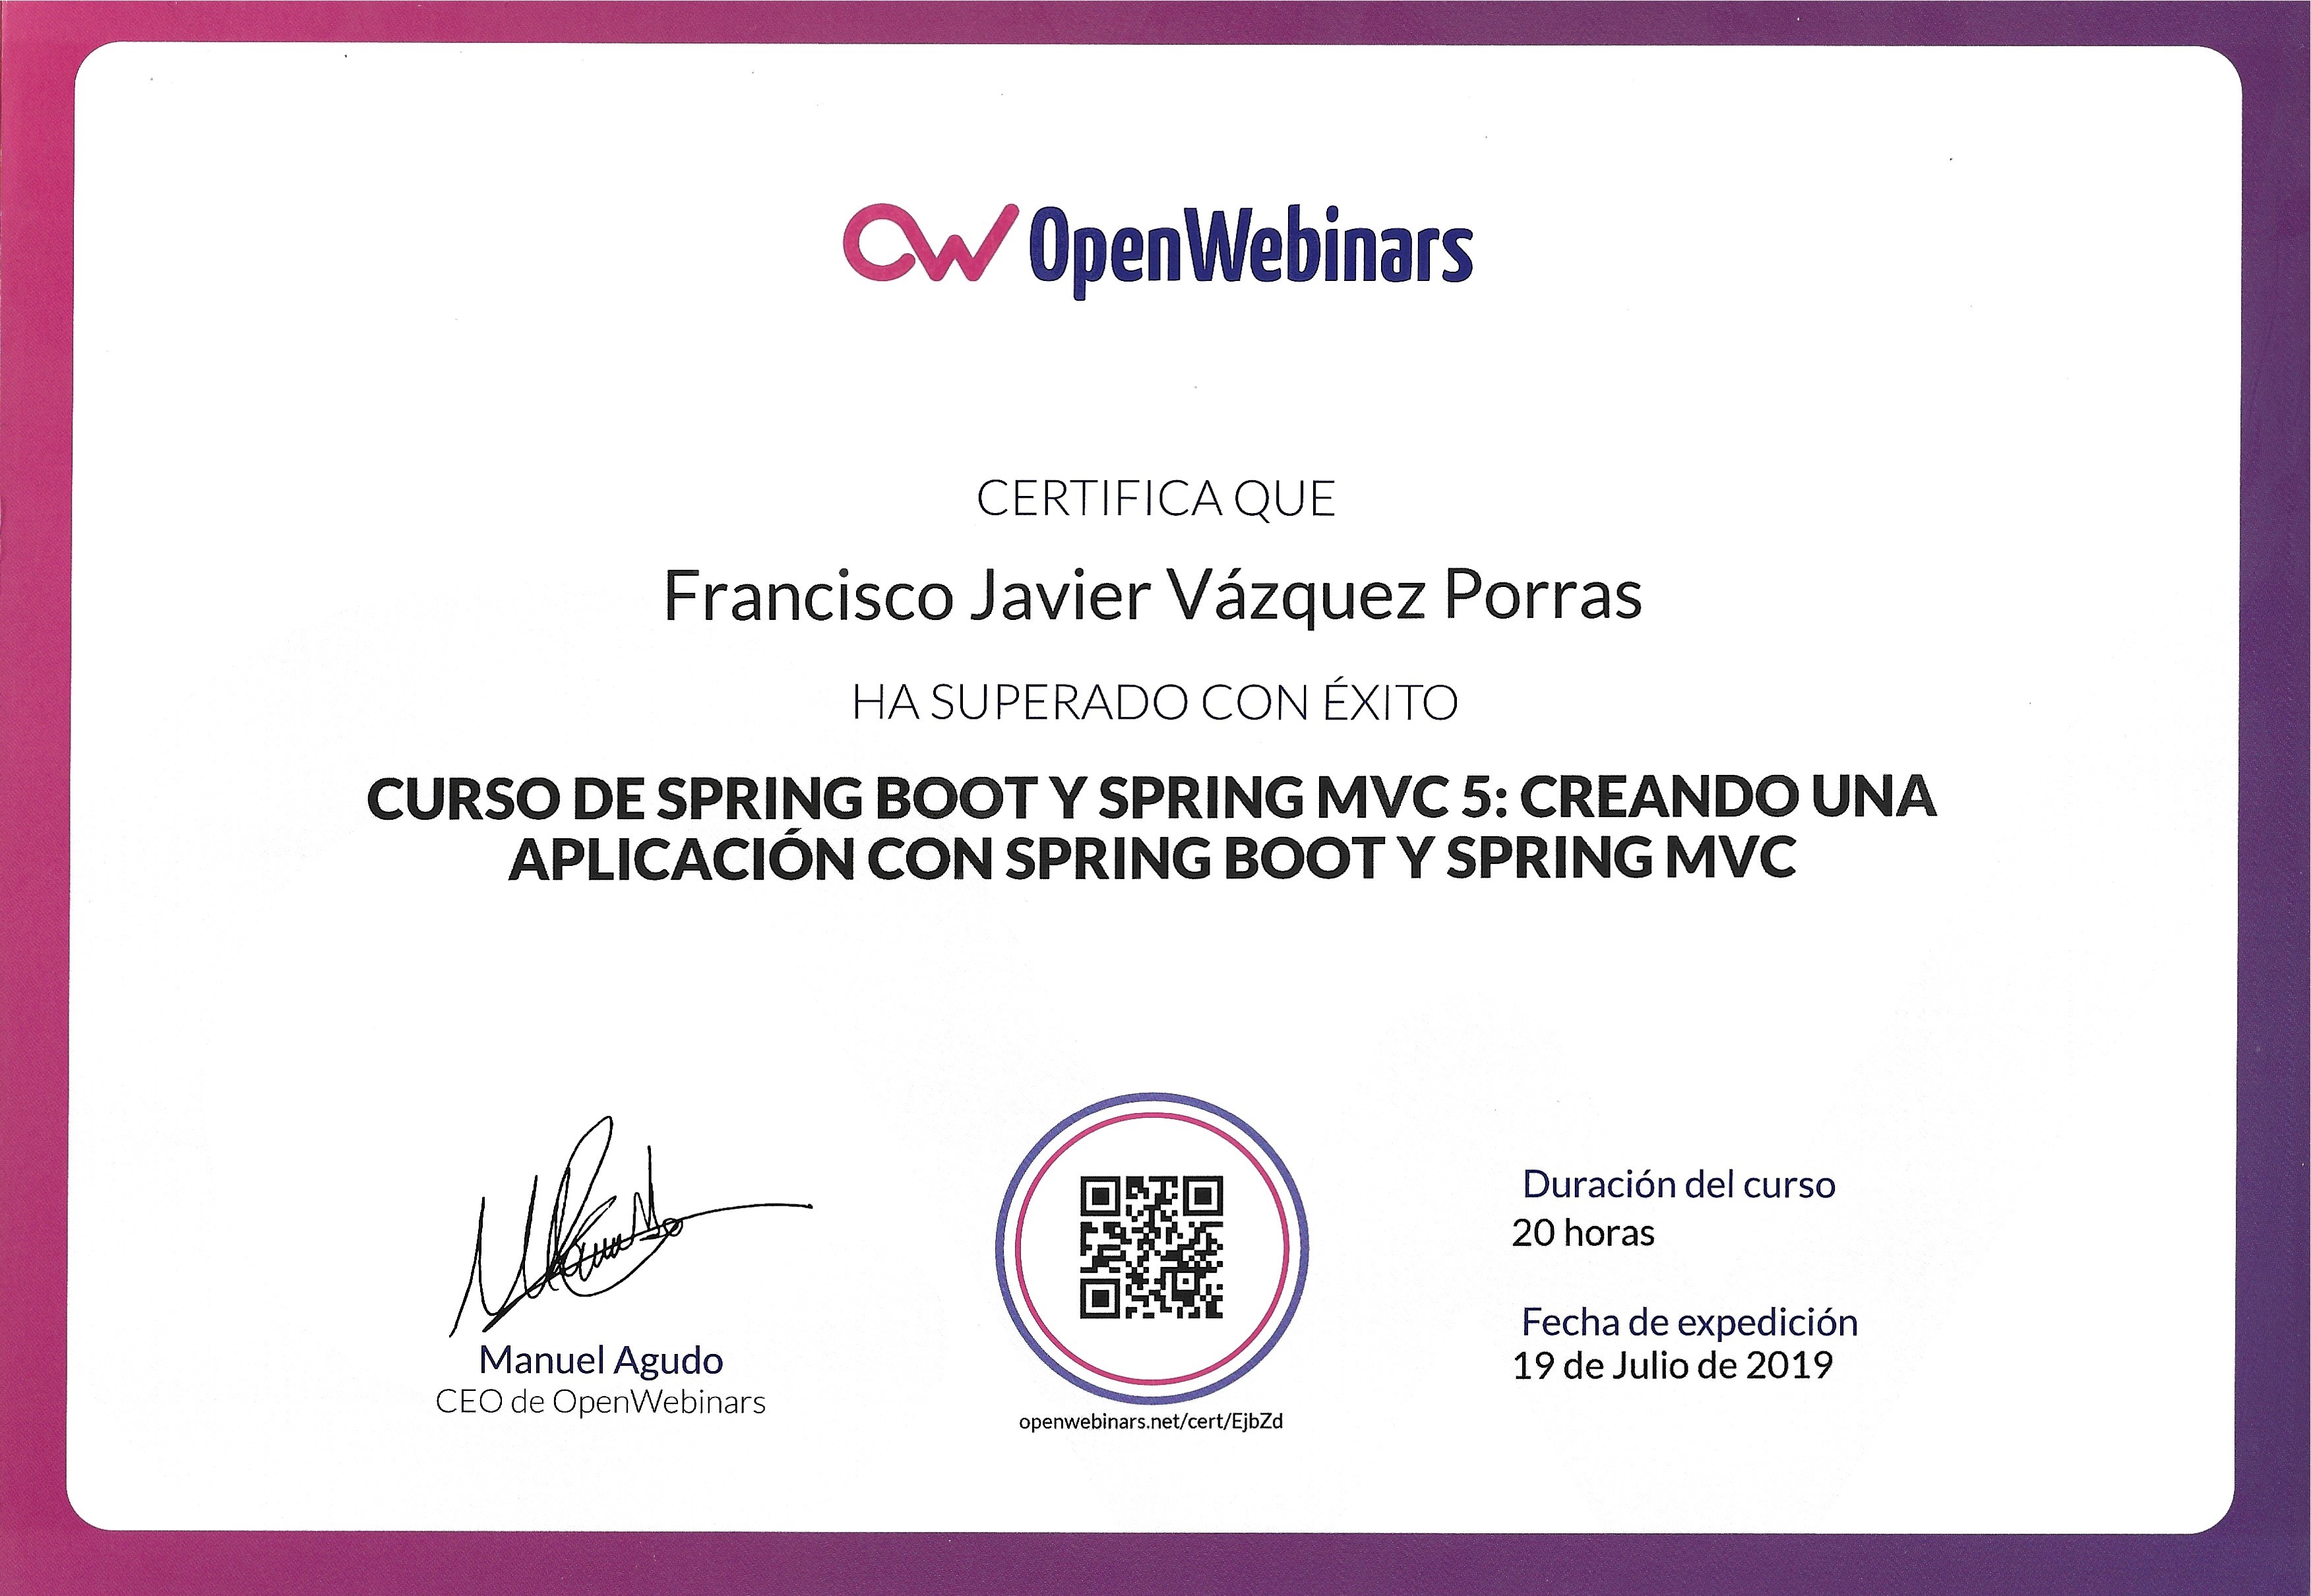 OpenWebinars
CERTIFICA QUE
Francisco Javier Vázquez Porras
HA SUPERADO CON ÉXITO
CURSO DE SPRING BOOT Y SPRING MVC 5: CREANDO UNA
APLICACIÓN CON SPRING BOOT Y SPRING MVC
Manuel Agudo
CEO de OpenWebinars
openwebinars.net/cert/EjbZd
Duración del curso
20 horas
Fecha de expedición
19 de Julio de 2019